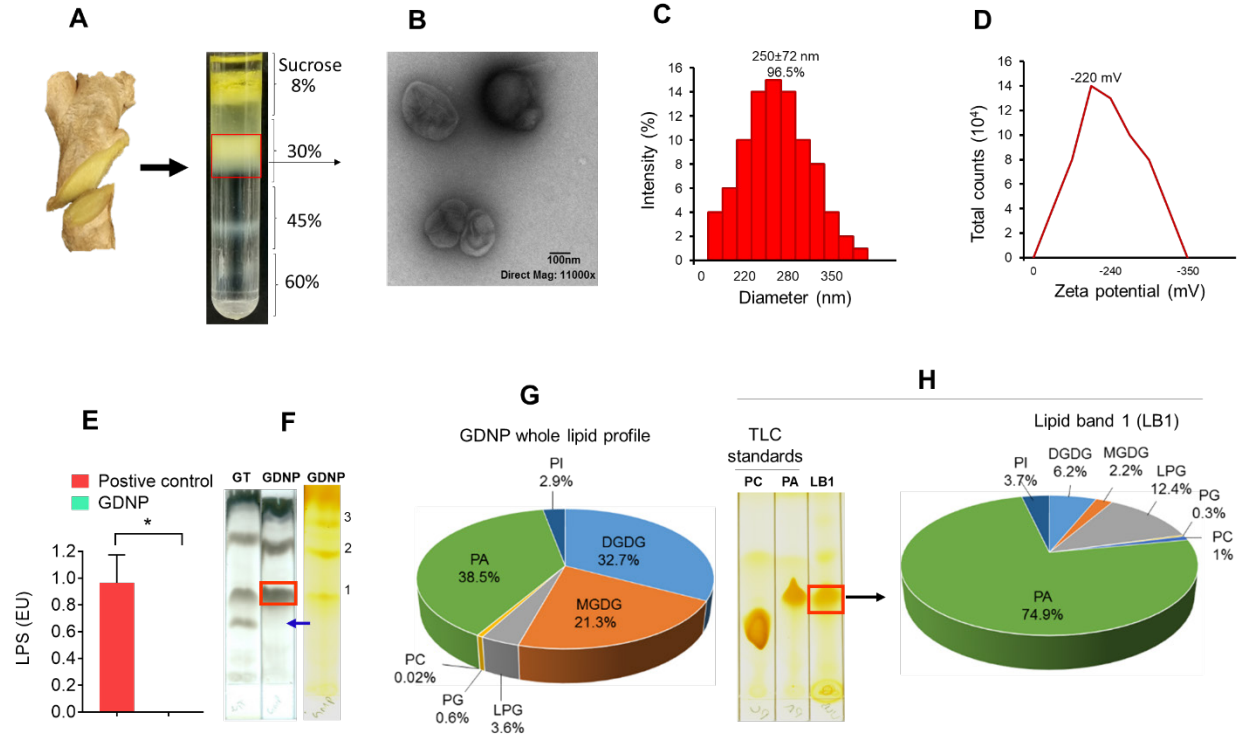 A
Sucrose
8%
30%
45%
60%
B
100nm
Direct Mag: 11000x
C
250±72 nm
96.5%
Intensity (%)
16
14
12
10
8
6
4
2
0
0 220 280 350
Diameter (nm)
D
-220 mV
Total counts (10⁴)
16
14
12
10
8
6
4
2
0
0 -240 -350
Zeta potential (mV)
E
Postive control
GDNP
*
LPS (EU)
1.2
1.0
0.8
0.6
0.4
0.2
0.0
F
GT GDNP GDNP
3
2
1
G
GDNP whole lipid profile
PI
2.9%
DGDG
32.7%
MGDG
21.3%
LPG
3.6%
PG
0.6%
PC
0.02%
PA
38.5%
H
TLC
standards
PC PA LB1
Lipid band 1 (LB1)
PI
3.7%
DGDG
6.2%
MGDG
2.2%
LPG
12.4%
PG
0.3%
PC
1%
PA
74.9%